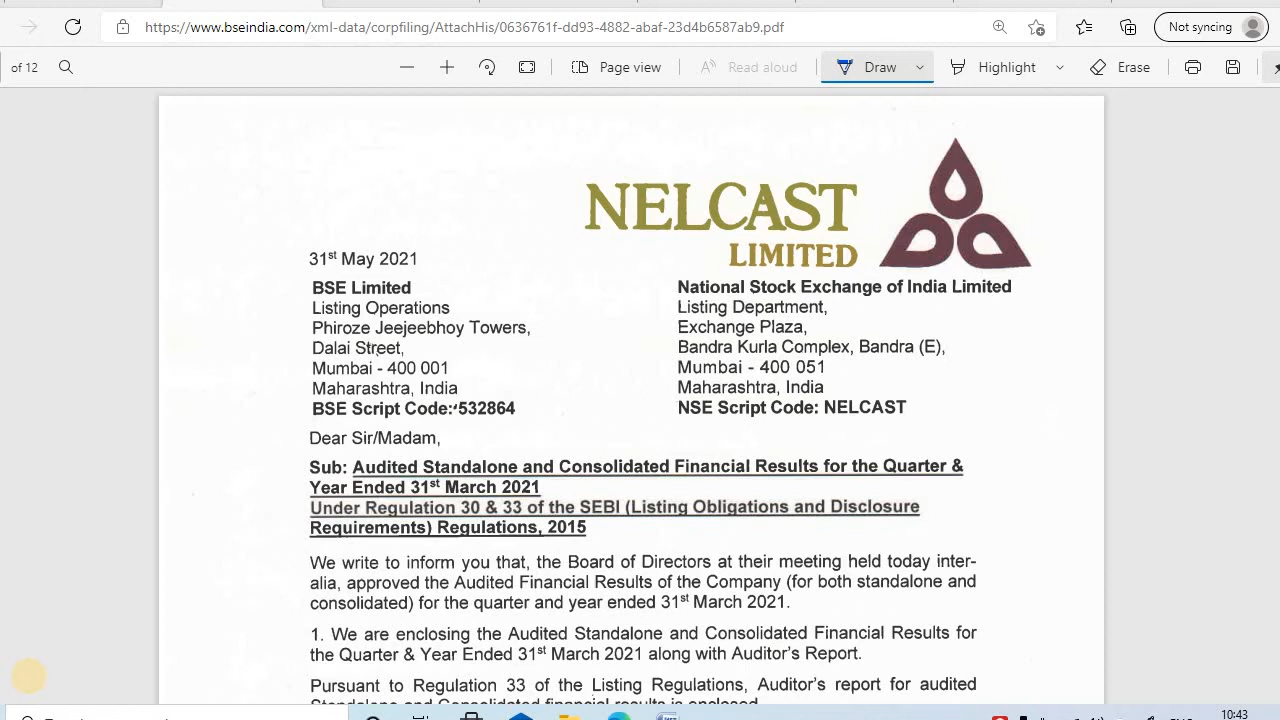 https://www.bseindia.com/xml-data/corpfiling/AttachHis/0636761f-dd93-4882-abaf-23d4b6587ab9.pdf
Not syncing
of 12
Page view
Read aloud
Draw
Highlight
Erase
NELCAST
LIMITED
31st May 2021
BSE Limited
Listing Operations
Phiroze Jeejeebhoy Towers,
Dalai Street,
Mumbai - 400 001
Maharashtra, India
BSE Script Code: 532864
National Stock Exchange of India Limited
Listing Department,
Exchange Plaza,
Bandra Kurla Complex, Bandra (E),
Mumbai - 400 051
Maharashtra, India
NSE Script Code: NELCAST
Dear Sir/Madam,
Sub: Audited Standalone and Consolidated Financial Results for the Quarter &
Year Ended 31st March 2021
Under Regulation 30 & 33 of the SEBI (Listing Obligations and Disclosure
Requirements) Regulations, 2015
We write to inform you that, the Board of Directors at their meeting held today inter-
alia, approved the Audited Financial Results of the Company (for both standalone and
consolidated) for the quarter and year ended 31st March 2021.
1. We are enclosing the Audited Standalone and Consolidated Financial Results for
the Quarter & Year Ended 31st March 2021 along with Auditor's Report.
Pursuant to Regulation 33 of the Listing Regulations, Auditor's report for audited
Standalone and Consolidated financial results is enclosed
10:43